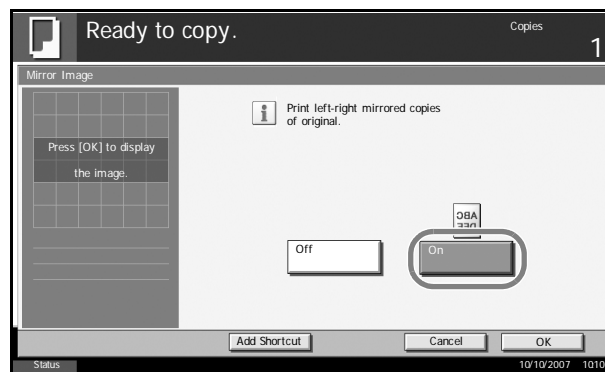 Ready to copy.
Copies
1
Mirror Image
Print left-right mirrored copies
of original.
Press [OK] to display
the image.
Off
On
Add Shortcut
Cancel
OK
Status
10/10/2007 1010